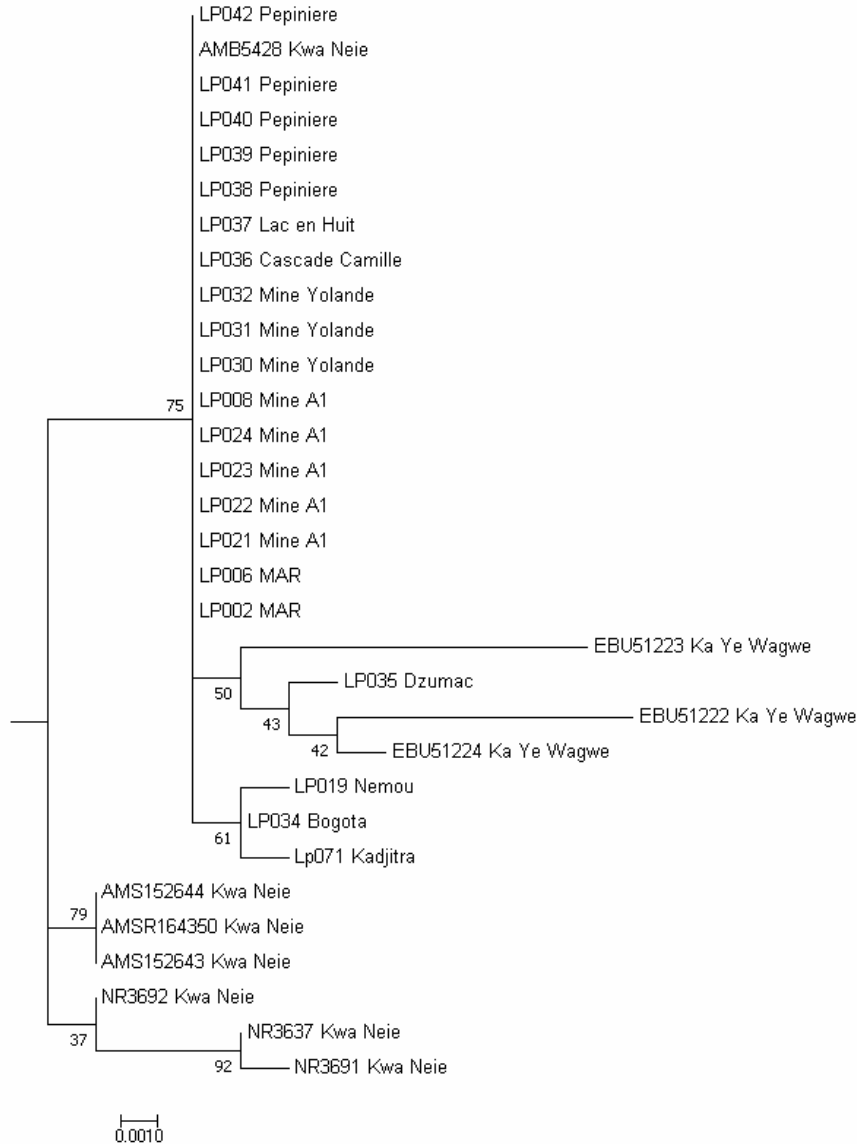 LP042 Pepiniere
AMB5428 Kwa Neie
LP041 Pepiniere
LP040 Pepiniere
LP039 Pepiniere
LP038 Pepiniere
LP037 Lac en Huit
LP036 Cascade Camille
LP032 Mine Yolande
LP031 Mine Yolande
LP030 Mine Yolande
75
LP008 Mine A1
LP024 Mine A1
LP023 Mine A1
LP022 Mine A1
LP021 Mine A1
LP006 MAR
LP002 MAR
EBU51223 Ka Ye Wagwe
50
LP035 Dzumac
43
EBU51222 Ka Ye Wagwe
42
EBU51224 Ka Ye Wagwe
LP019 Nemou
LP034 Bogota
61
Lp071 Kadjitra
AMS152644 Kwa Neie
79
AMSR164350 Kwa Neie
AMS152643 Kwa Neie
NR3692 Kwa Neie
37
NR3637 Kwa Neie
92
NR3691 Kwa Neie
0.0010